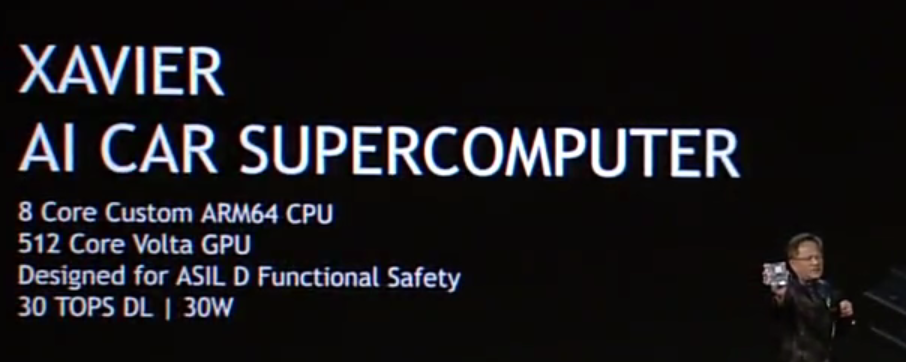 XAVIER
AI CAR SUPERCOMPUTER
8 Core Custom ARM64 CPU
512 Core Volta GPU
Designed for ASIL D Functional Safety
30 TOPS DL | 30W